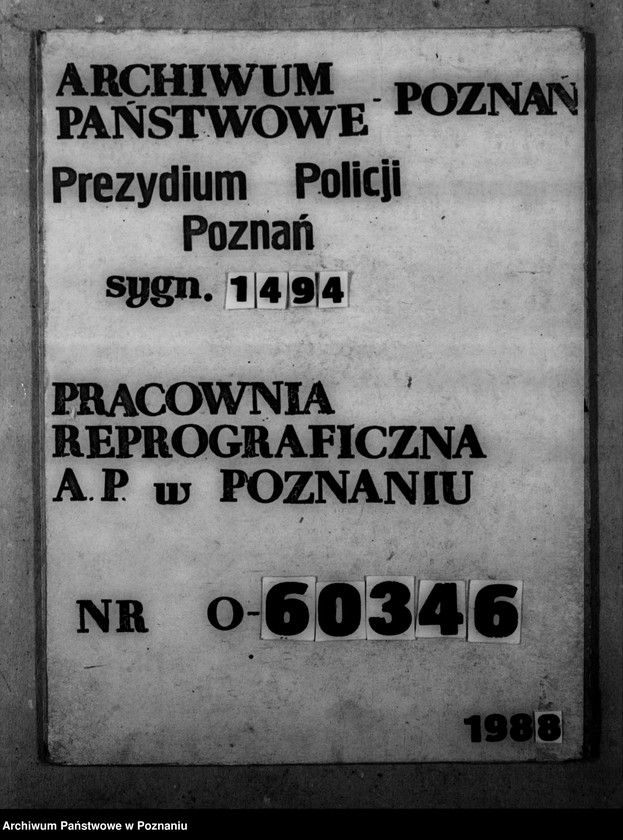 ARCHIWUM
PAŃSTWOWE - POZNAŃ
Prezydium Policji
Poznań
sygn. 1494
PRACOWNIA
REPROGRAFICZNA
A.P. w POZNANIU
NR O-60346
1988
Archiwum Państwowe w Poznaniu